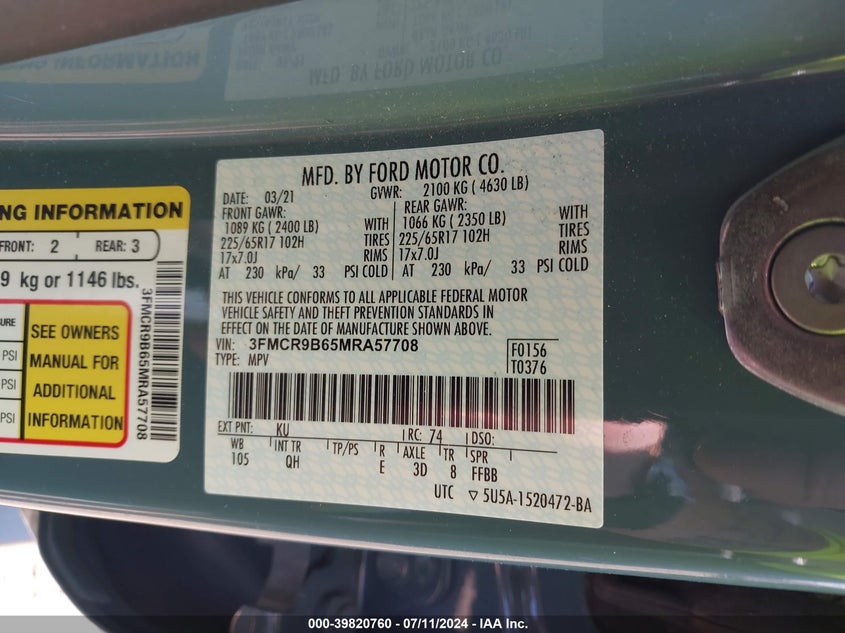 MFD. BY FORD MOTOR CO.
DATE: 03/21 GVWR: 2100 KG ( 4630 LB)
FRONT GAWR: REAR GAWR:
1089 KG ( 2400 LB) WITH 1066 KG ( 2350 LB) WITH
225/65R17 102H TIRES 225/65R17 102H TIRES
17x7.0J RIMS 17x7.0J RIMS
AT 230 kPa/ 33 PSI COLD AT 230 kPa/ 33 PSI COLD
THIS VEHICLE CONFORMS TO ALL APPLICABLE FEDERAL MOTOR
VEHICLE SAFETY AND THEFT PREVENTION STANDARDS IN
EFFECT ON THE DATE OF MANUFACTURE SHOWN ABOVE.
VIN: 3FMCR9B65MRA57708 F0156
TYPE: MPV T0376
EXT PNT: KU RC: 74 DSO:
WB INT TR TP/PS R AXLE TR SPR
105 QH E 3D 8 FFBB
UTC ▽ 5U5A-1520472-BA
INFORMATION
FRONT: 2 REAR: 3
kg or 1146 lbs.
PSI
PSI
PSI
SEE OWNERS
MANUAL FOR
ADDITIONAL
INFORMATION
3FMCR9B65MRA57708
000-39820760 - 07/11/2024 - IAA Inc.